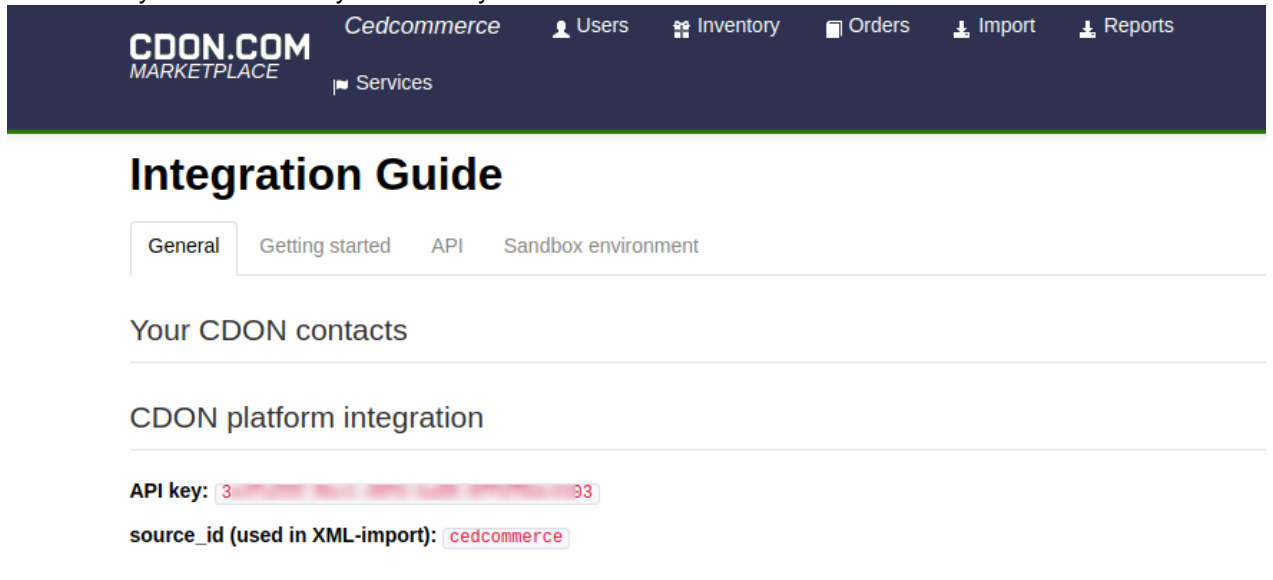 Cedcommerce Users Inventory Orders Import Reports
CDON.COM
MARKETPLACE
Services
Integration Guide
General Getting started API Sandbox environment
Your CDON contacts
CDON platform integration
API key: 3 93
source_id (used in XML-import): cedcommerce